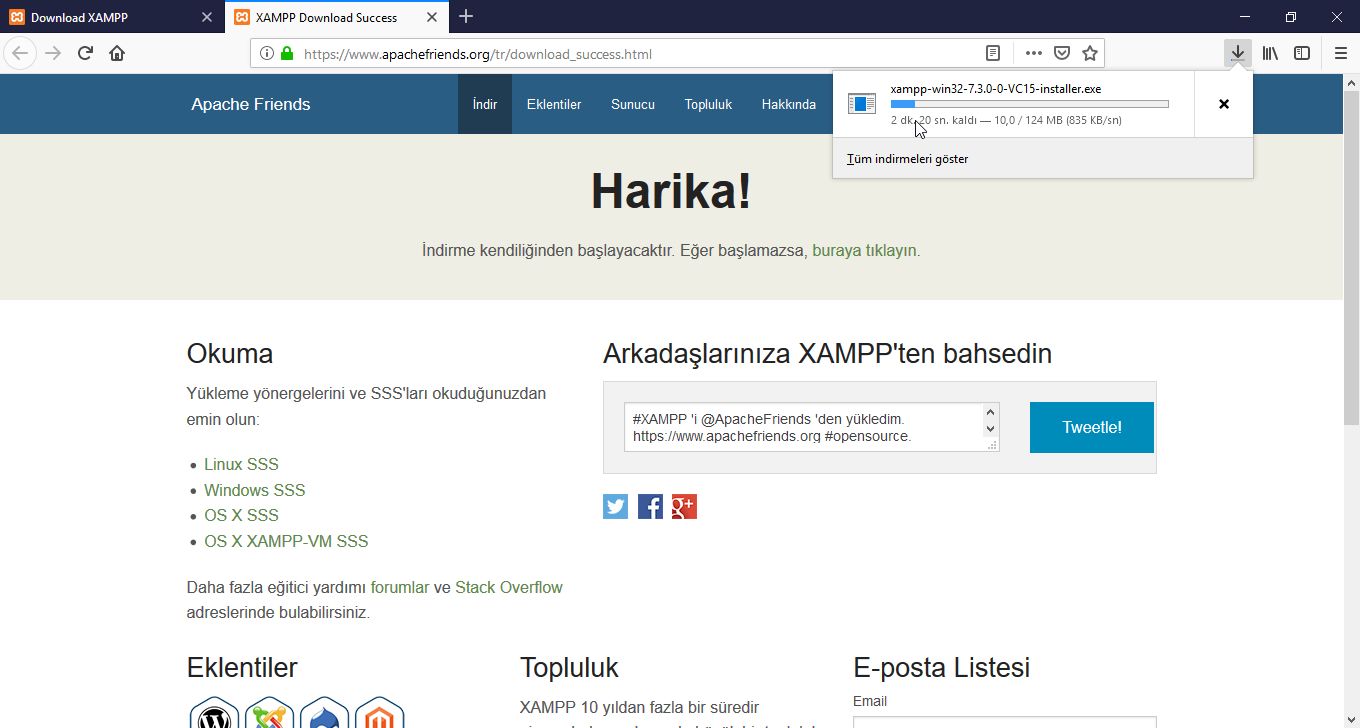 Download XAMPP
XAMPP Download Success
https://www.apachefriends.org/tr/download_success.html
xampp-win32-7.3.0-0-VC15-installer.exe
2 dk. 20 sn. kaldı — 10,0 / 124 MB (835 KB/sn)
Tüm indirmeleri göster
Apache Friends
İndir
Eklentiler
Sunucu
Topluluk
Hakkında
Harika!
İndirme kendiliğinden başlayacaktır. Eğer başlamazsa, buraya tıklayın.
Okuma
Yükleme yönergelerini ve SSS'ları okuduğunuzdan
emin olun:
Linux SSS
Windows SSS
OS X SSS
OS X XAMPP-VM SSS
Daha fazla eğitici yardımı forumlar ve Stack Overflow
adreslerinde bulabilirsiniz.
Arkadaşlarınıza XAMPP'ten bahsedin
#XAMPP 'i @ApacheFriends 'den yükledim.
https://www.apachefriends.org #opensource.
Tweetle!
Eklentiler
Topluluk
XAMPP 10 yıldan fazla bir süredir
E-posta Listesi
Email